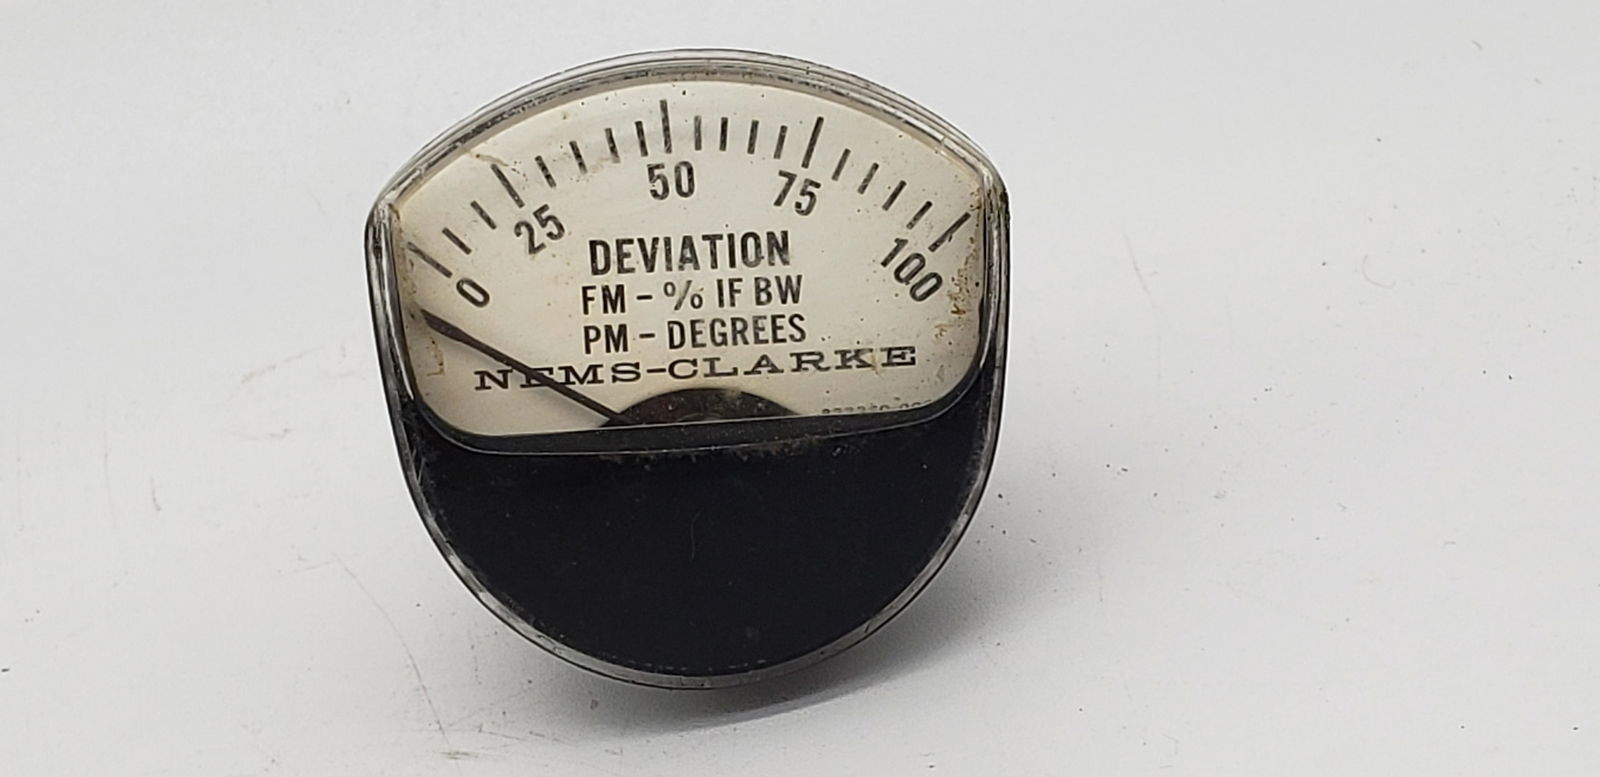 0 25 50 75 100
DEVIATION
FM - % IF BW
PM - DEGREES
NEMS-CLARKE